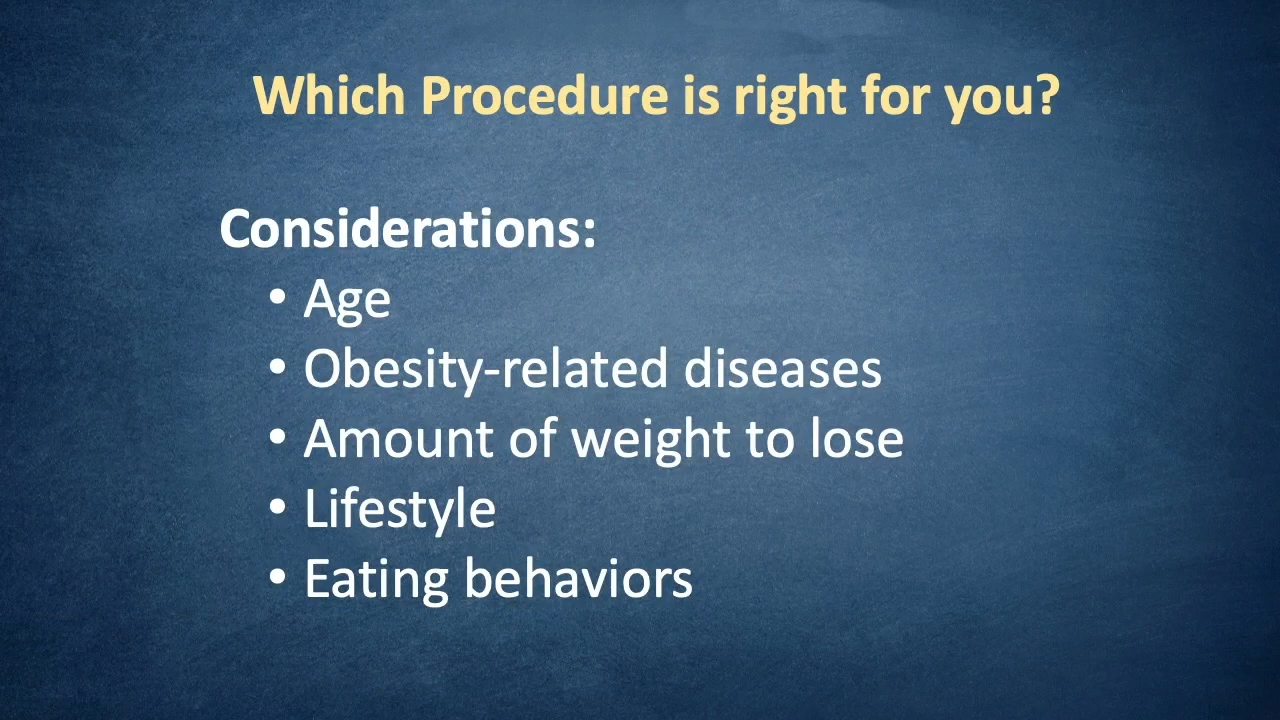 Which Procedure is right for you?
Considerations:
• Age
• Obesity-related diseases
• Amount of weight to lose
• Lifestyle
• Eating behaviors